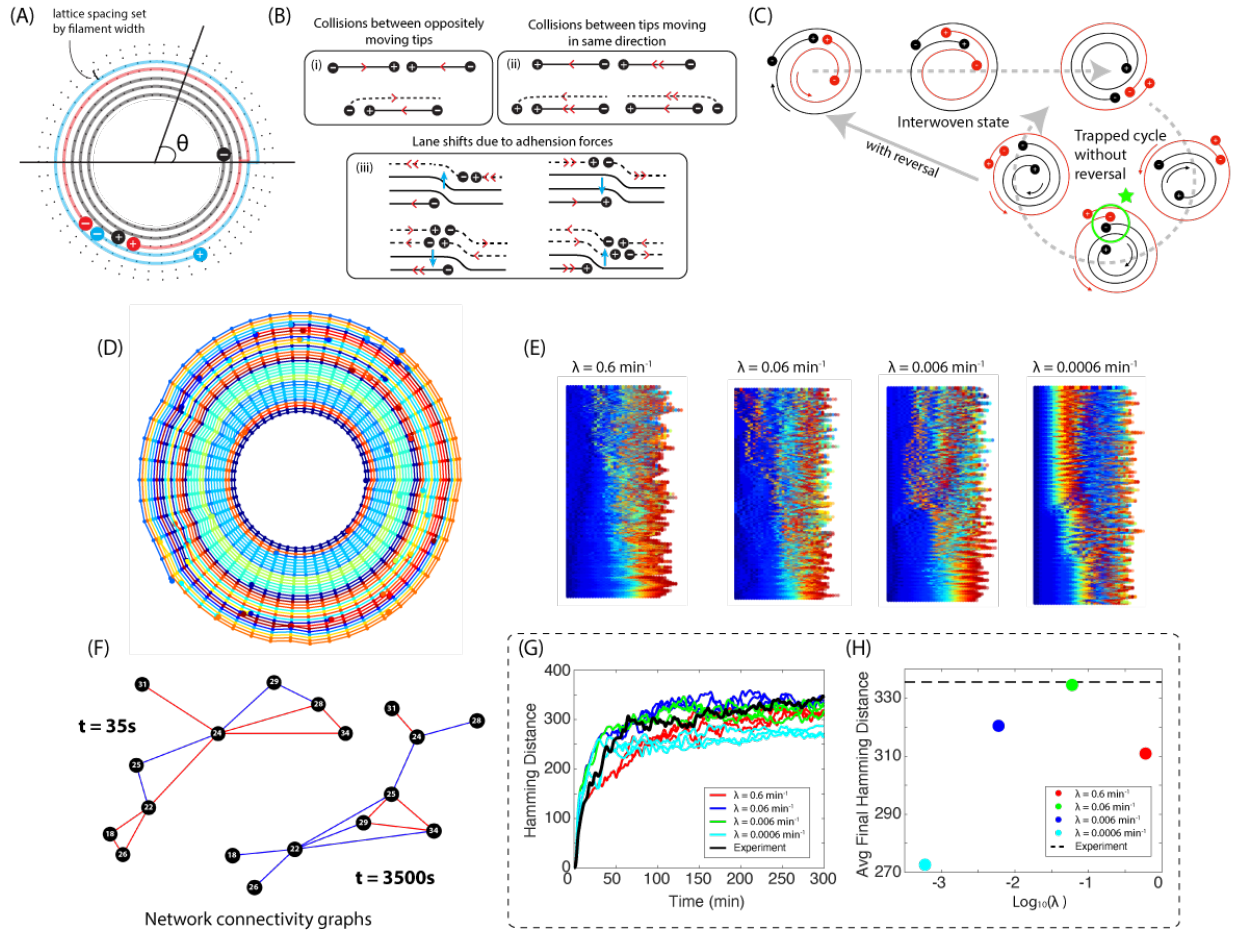 (A)
lattice spacing set
by filament width
θ
(B)
Collisions between oppositely
moving tips
(i)
Collisions between tips moving
in same direction
(ii)
Lane shifts due to adhension forces
(iii)
(C)
Interwoven state
with reversal
Trapped cycle
without
reversal
(D)
(E)
λ = 0.6 min⁻¹
λ = 0.06 min⁻¹
λ = 0.006 min⁻¹
λ = 0.0006 min⁻¹
(F)
t = 35s
31
29
28
24
34
25
22
18
26
t = 3500s
31
28
24
25
29
34
22
18
26
Network connectivity graphs
(G)
Hamming Distance
400
300
200
100
0
0
50
100
150
200
250
300
Time (min)
λ = 0.6 min⁻¹
λ = 0.06 min⁻¹
λ = 0.006 min⁻¹
λ = 0.0006 min⁻¹
Experiment
(H)
Avg Final Hamming Distance
330
310
290
270
-3
-2
-1
0
Log₁₀(λ )
λ = 0.6 min⁻¹
λ = 0.06 min⁻¹
λ = 0.006 min⁻¹
λ = 0.0006 min⁻¹
Experiment